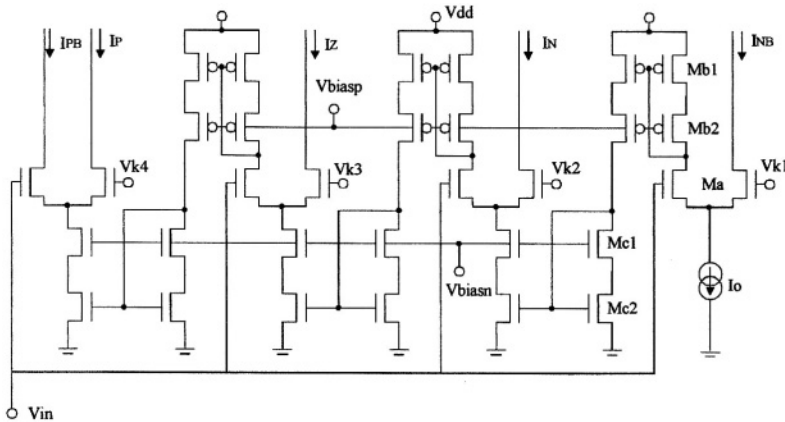 IPB
IP
IZ
Vdd
IN
INB
Vbiasp
Mb1
Mb2
Vk4
Vk3
Vk2
Ma
Vk1
Mc1
Vbiasn
Mc2
Io
Vin